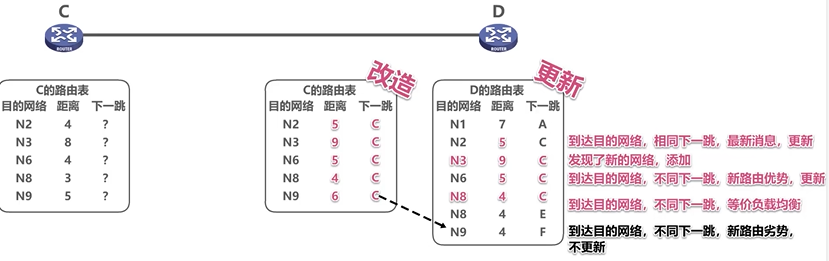 C
D
ROUTER
ROUTER
改造
更新
C的路由表
目的网络 距离 下一跳
N2 4 ?
N3 8 ?
N6 4 ?
N8 3 ?
N9 5 ?
C的路由表
目的网络 距离 下一跳
N2 5 C
N3 9 C
N6 5 C
N8 4 C
N9 6 C
D的路由表
目的网络 距离 下一跳
N1 7 A
N2 5 C
N3 9 C
N6 5 C
N8 4 C
N8 4 E
N9 4 F
到达目的网络，相同下一跳，最新消息，更新
发现了新的网络，添加
到达目的网络，不同下一跳，新路由优势，更新
到达目的网络，不同下一跳，等价负载均衡
到达目的网络，不同下一跳，新路由劣势，
不更新